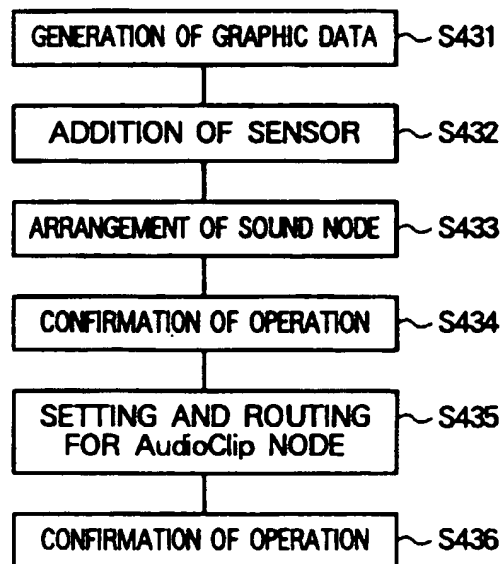 GENERATION OF GRAPHIC DATA ~ S431
ADDITION OF SENSOR ~ S432
ARRANGEMENT OF SOUND NODE ~ S433
CONFIRMATION OF OPERATION ~ S434
SETTING AND ROUTING ~ S435
FOR AudioClip NODE
CONFIRMATION OF OPERATION ~ S436